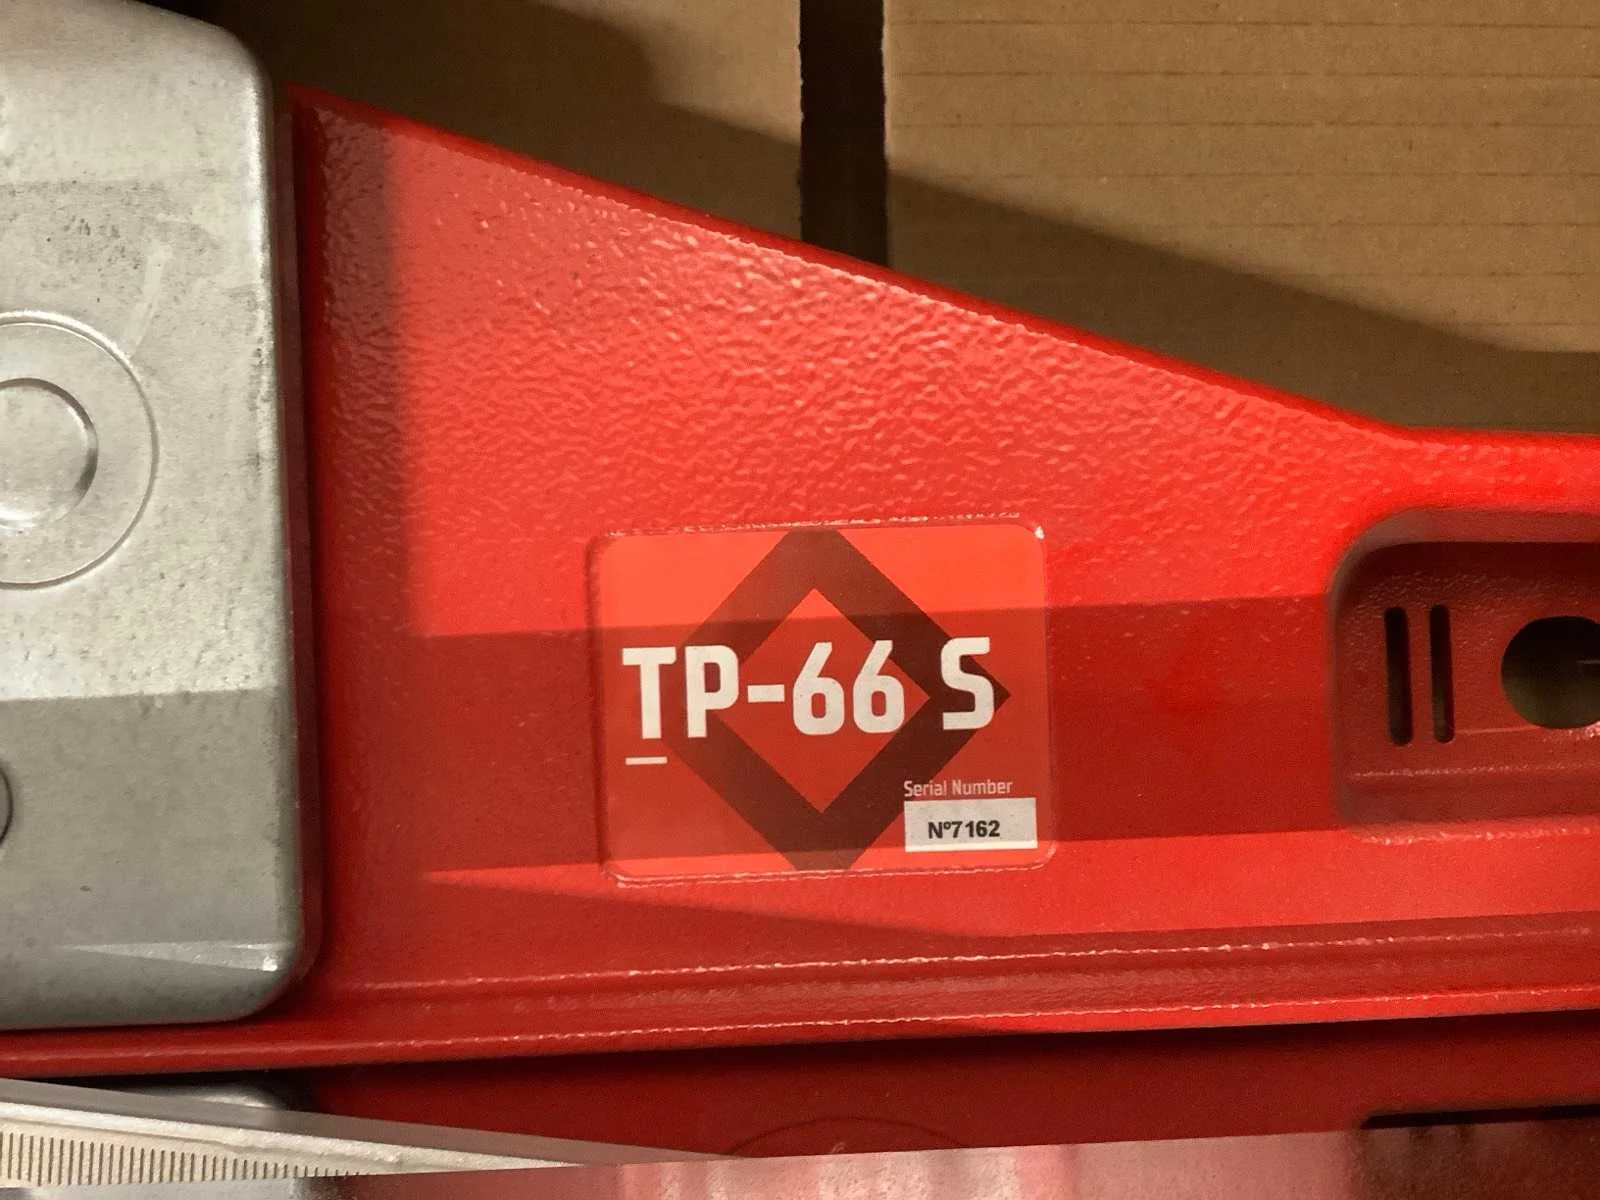 TP-66 S
Serial Number
Nº7162